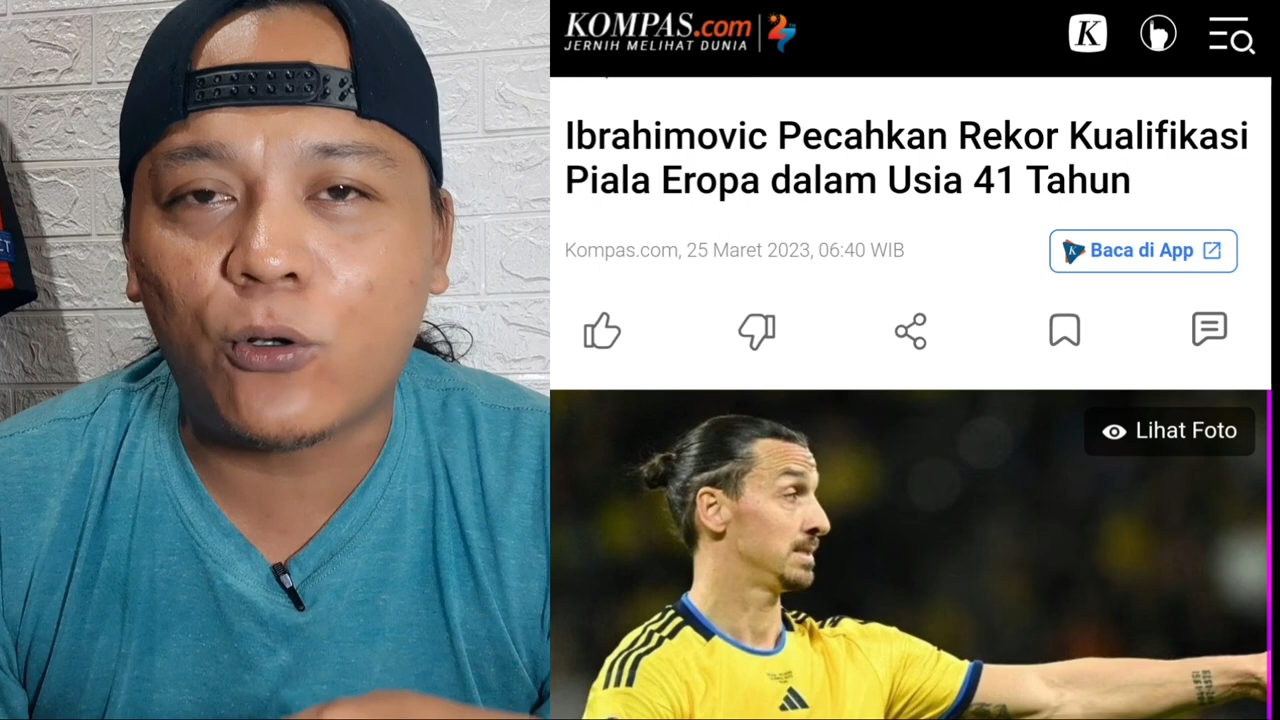 KOMPAS.com
JERNIH MELIHAT DUNIA
K
Ibrahimovic Pecahkan Rekor Kualifikasi
Piala Eropa dalam Usia 41 Tahun
Kompas.com, 25 Maret 2023, 06:40 WIB
K
Baca di App
Lihat Foto
CT